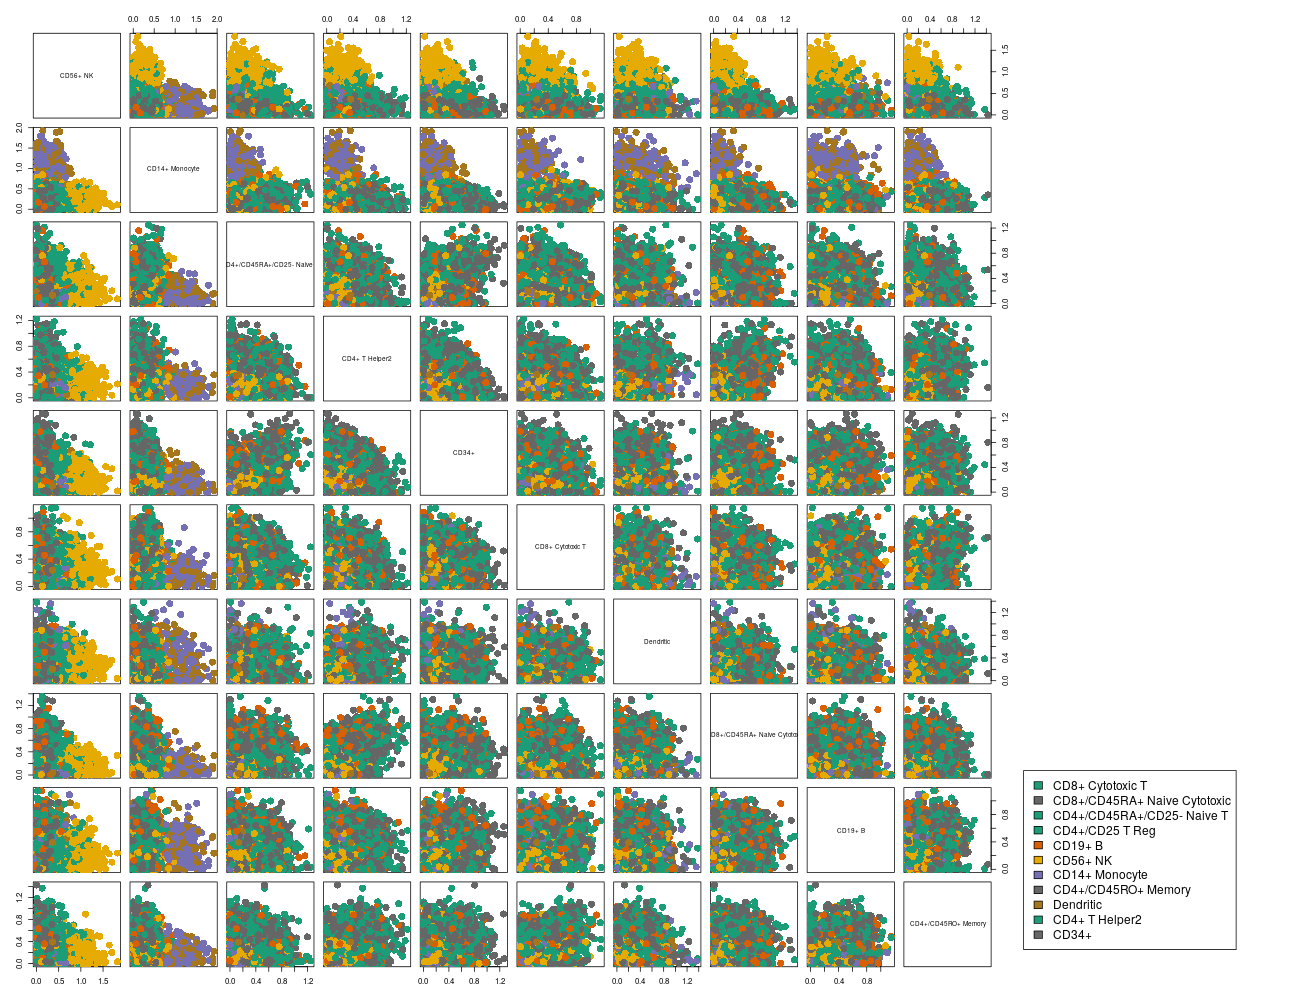 0.0 0.5 1.0 1.5 2.0
0.0 0.4 0.8 1.2
0.0 0.4 0.8
0.0 0.4 0.8 1.2
0.0 0.4 0.8 1.2
CD56+ NK
0.0 0.5 1.0 1.5
0.0 0.5 1.0 1.5 2.0
CD14+ Monocyte
D4+/CD45RA+/CD25- Naive
0.0 0.4 0.8 1.2
0.0 0.4 0.8 1.2
CD4+ T Helper2
CD34+
0.0 0.4 0.8 1.2
0.0 0.4 0.8
CD8+ Cytotoxic T
Dendritic
0.0 0.4 0.8 1.2
0.0 0.4 0.8 1.2
D8+/CD45RA+ Naive Cytoto
CD19+ B
0.0 0.4 0.8
0.0 0.4 0.8 1.2
CD4+/CD45RO+ Memory
0.0 0.5 1.0 1.5
0.0 0.4 0.8 1.2
0.0 0.4 0.8 1.2
0.0 0.4 0.8 1.2
0.0 0.4 0.8
CD8+ Cytotoxic T
CD8+/CD45RA+ Naive Cytotoxic
CD4+/CD45RA+/CD25- Naive T
CD4+/CD25 T Reg
CD19+ B
CD56+ NK
CD14+ Monocyte
CD4+/CD45RO+ Memory
Dendritic
CD4+ T Helper2
CD34+